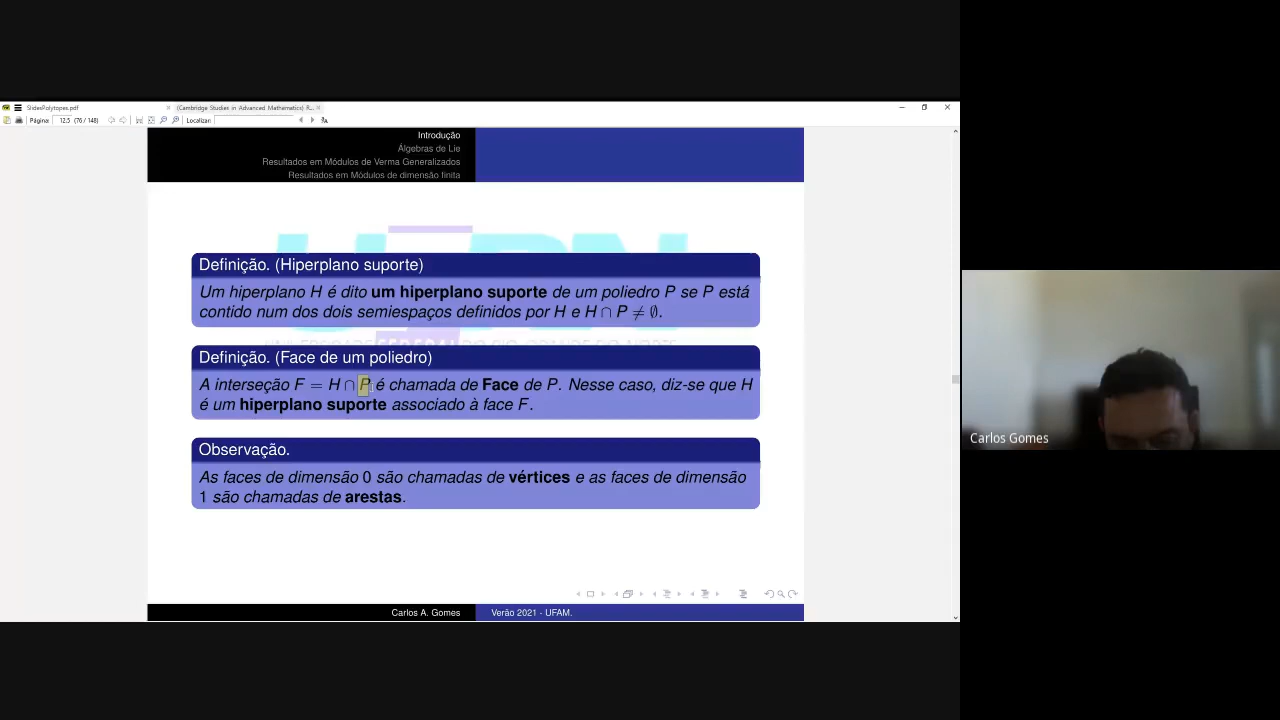 SlidesPolytopes.pdf
(Cambridge Studies in Advanced Mathematics) R...
Página: 12.5 (76 / 148) Localizar:
Introdução
Álgebras de Lie
Resultados em Módulos de Verma Generalizados
Resultados em Módulos de dimensão finita
Definição. (Hiperplano suporte)
Um hiperplano H é dito um hiperplano suporte de um poliedro P se P está
contido num dos dois semiespaços definidos por H e H ∩ P ≠ ∅.
Definição. (Face de um poliedro)
A interseção F = H ∩ P é chamada de Face de P. Nesse caso, diz-se que H
é um hiperplano suporte associado à face F.
Observação.
As faces de dimensão 0 são chamadas de vértices e as faces de dimensão
1 são chamadas de arestas.
Carlos A. Gomes
Verão 2021 - UFAM.
Carlos Gomes